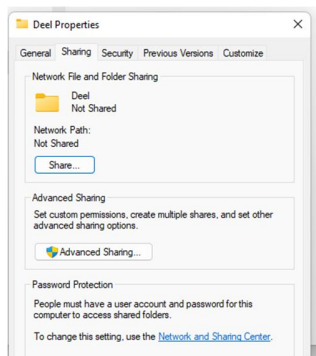 Deel Properties
General Sharing Security Previous Versions Customize
Network File and Folder Sharing
Deel
Not Shared
Network Path:
Not Shared
Share...
Advanced Sharing
Set custom permissions, create multiple shares, and set other
advanced sharing options.
Advanced Sharing...
Password Protection
People must have a user account and password for this
computer to access shared folders.
To change this setting, use the Network and Sharing Center.